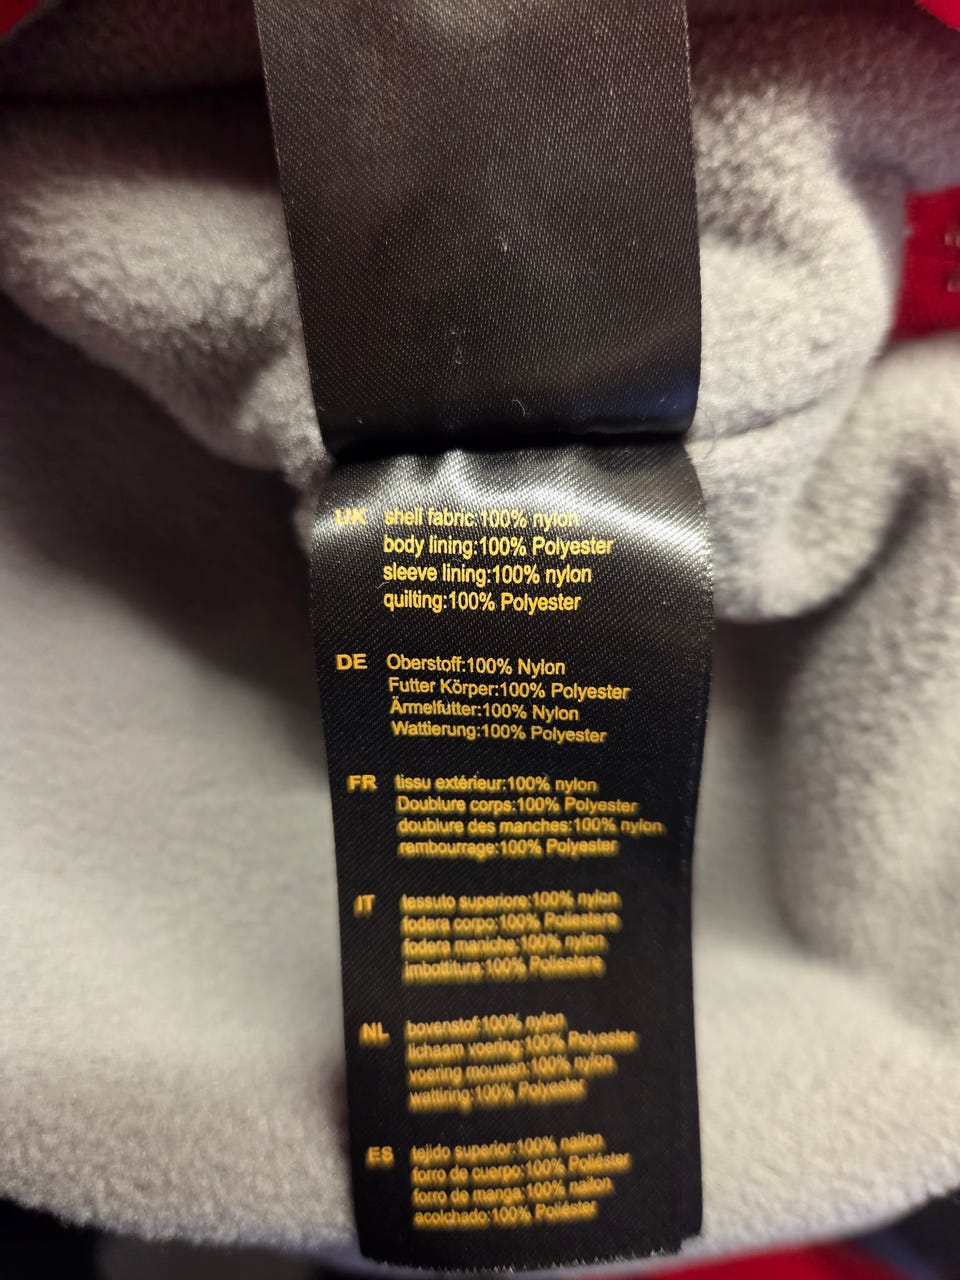 UK shell fabric:100% nylon
body lining:100% Polyester
sleeve lining:100% nylon
quilting:100% Polyester
DE Oberstoff:100% Nylon
Futter Körper:100% Polyester
Ärmelfutter:100% Nylon
Wattierung:100% Polyester
FR tissu extérieur:100% nylon
Doublure corps:100% Polyester
doublure des manches:100% nylon
rembourrage:100% Polyester
IT tessuto superiore:100% nylon
fodera corpo:100% Poliestere
fodera maniche:100% nylon
imbottitura:100% Poliestere
NL bovenstof:100% nylon
lichaam voering:100% Polyester
voering mouwen:100% nylon
wattiring:100% Polyester
ES tejido superior:100% nailon
forro de cuerpo:100% Poliéster
forro de manga:100% nailon
acolchado:100% Poliéster